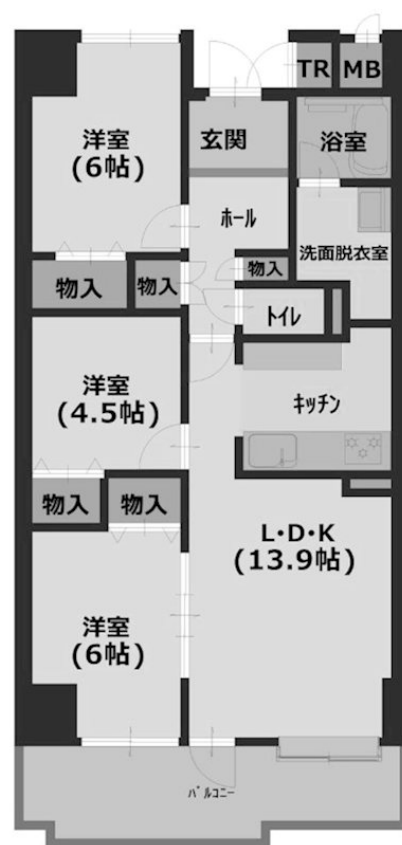 TR
MB
洋室
(6帖)
玄関
浴室
ホール
洗面脱衣室
物入
物入
物入
トイレ
洋室
(4.5帖)
キッチン
物入
物入
L・D・K
(13.9帖)
洋室
(6帖)
バルコニー